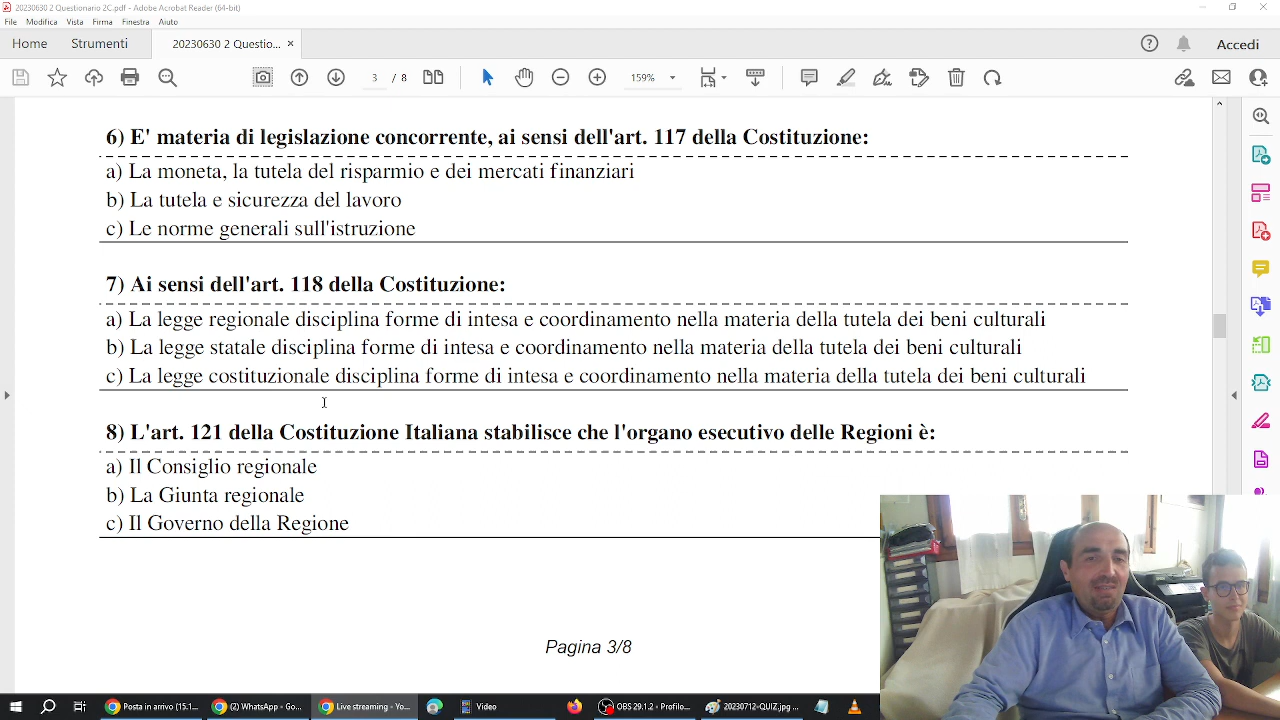 20230630 2 Questionario 2C.pdf - Adobe Acrobat Reader (64-bit)
File Modifica Vista Firma Finestra Aiuto
Home Strumenti 20230630 2 Questio... × Accedi
3 / 8 159%
6) E' materia di legislazione concorrente, ai sensi dell'art. 117 della Costituzione:
a) La moneta, la tutela del risparmio e dei mercati finanziari
b) La tutela e sicurezza del lavoro
c) Le norme generali sull'istruzione
7) Ai sensi dell'art. 118 della Costituzione:
a) La legge regionale disciplina forme di intesa e coordinamento nella materia della tutela dei beni culturali
b) La legge statale disciplina forme di intesa e coordinamento nella materia della tutela dei beni culturali
c) La legge costituzionale disciplina forme di intesa e coordinamento nella materia della tutela dei beni culturali
8) L'art. 121 della Costituzione Italiana stabilisce che l'organo esecutivo delle Regioni è:
a) Il Consiglio regionale
b) La Giunta regionale
c) Il Governo della Regione
Pagina 3/8
Posta in arrivo (15.1... (0) WhatsApp - Go... Live streaming - Yo... Video OBS 29.1.2 - Profilo... 20230712-QUIZ.jpg ...